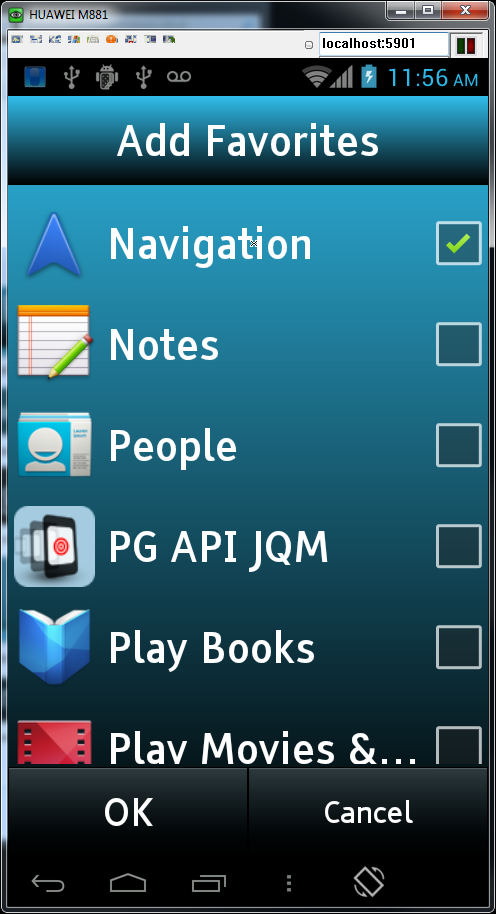 HUAWEI M881
localhost:5901
11:56 AM
Add Favorites
Navigation
Notes
People
PG API JQM
Play Books
Play Movies &...
OK
Cancel